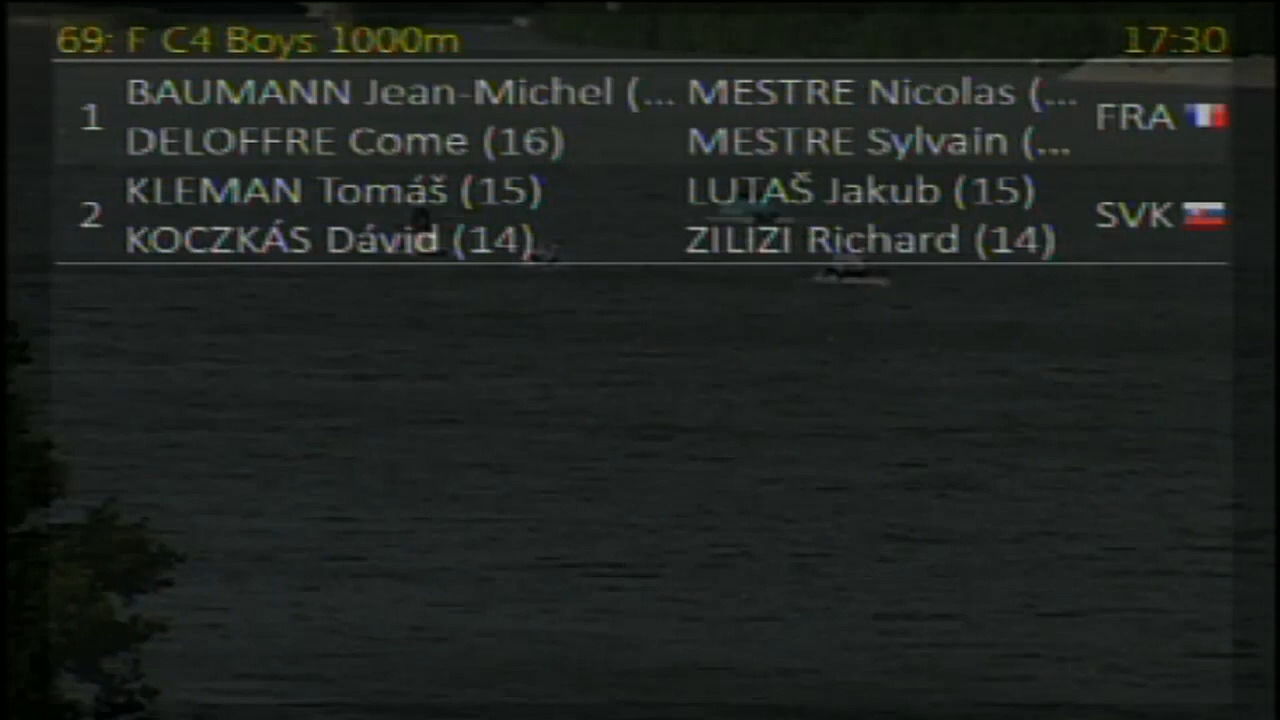 69: F C4 Boys 1000m 17:30
1 BAUMANN Jean-Michel (... MESTRE Nicolas (... FRA
DELOFFRE Come (16) MESTRE Sylvain (...
2 KLEMAN Tomáš (15) LUTAŠ Jakub (15) SVK
KOCZKÁS Dávid (14) ZILIZI Richard (14)